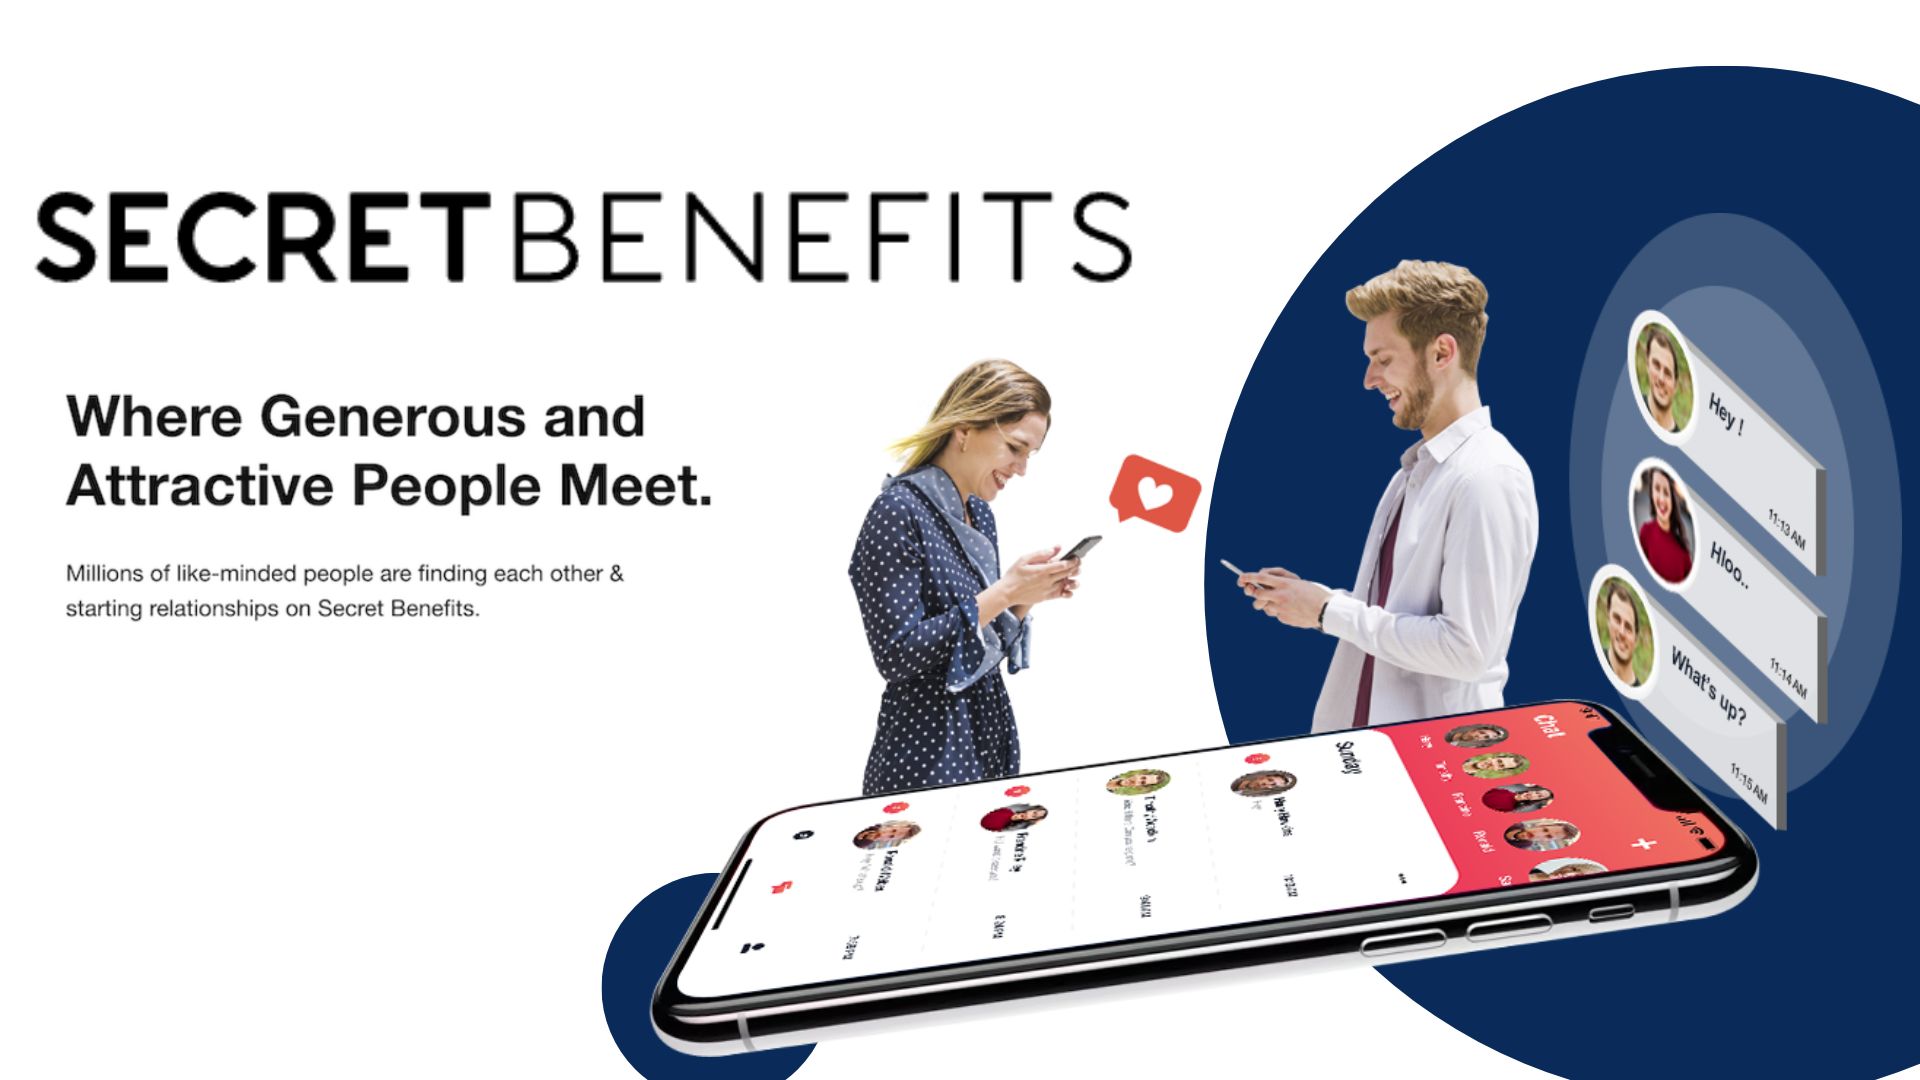 SECRETBENEFITS
Where Generous and
Attractive People Meet.
Millions of like-minded people are finding each other &
starting relationships on Secret Benefits.
Hey !
11:13 AM
Hloo..
11:14 AM
What's up?
11:15 AM
Chat
Sunday